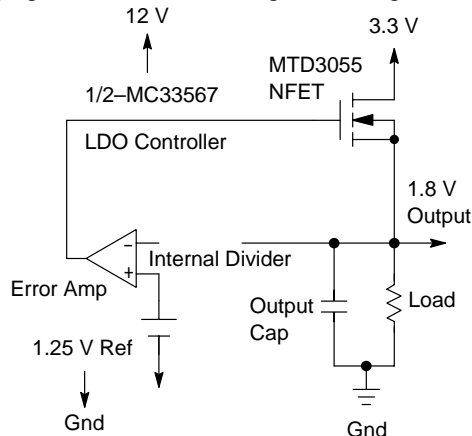 12 V
3.3 V
MTD3055
NFET
1/2–MC33567
LDO Controller
1.8 V
Output
–
Internal Divider
+
Error Amp
Output
Cap
Load
1.25 V Ref
Gnd
Gnd